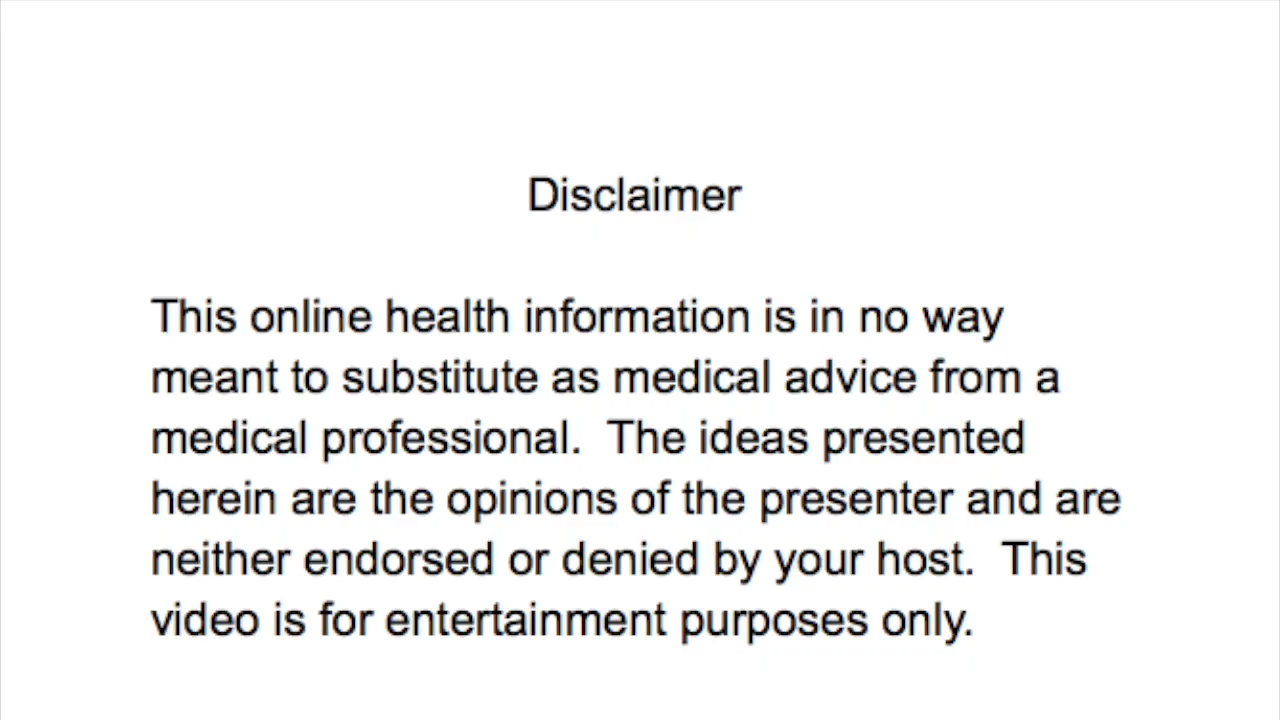 Disclaimer
This online health information is in no way
meant to substitute as medical advice from a
medical professional.  The ideas presented
herein are the opinions of the presenter and are
neither endorsed or denied by your host.  This
video is for entertainment purposes only.